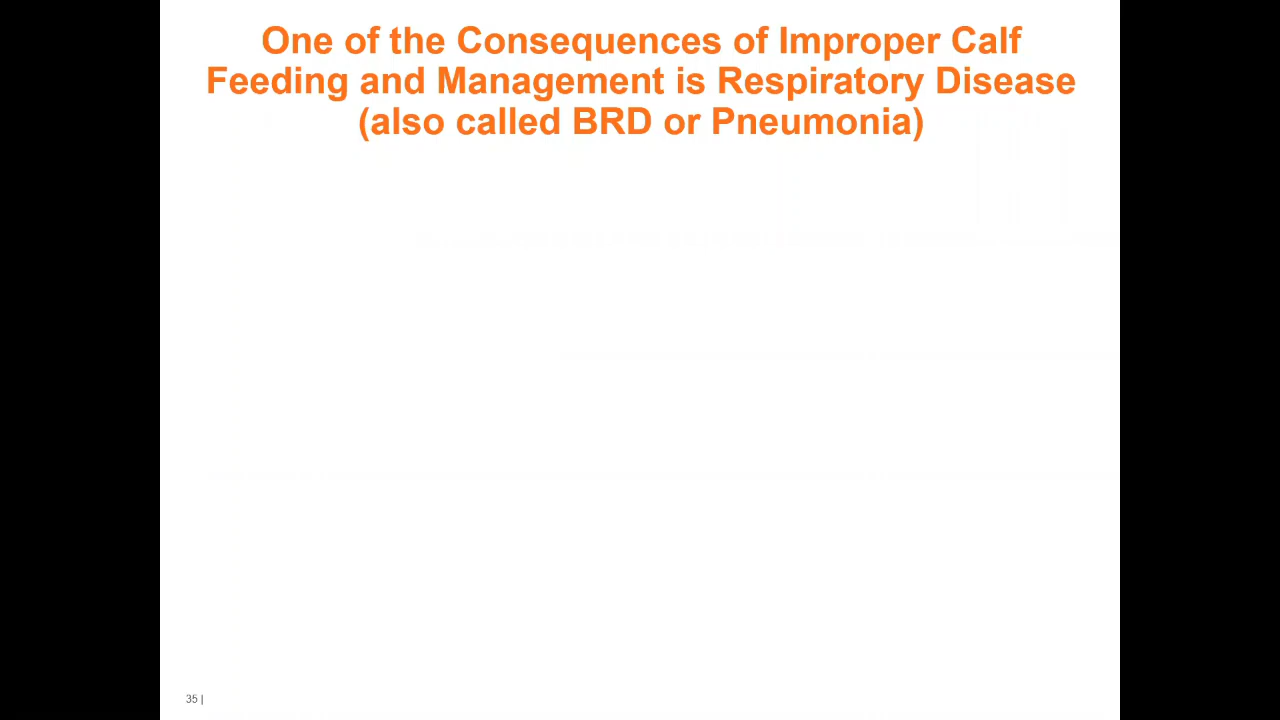 One of the Consequences of Improper Calf
Feeding and Management is Respiratory Disease
(also called BRD or Pneumonia)
35 |